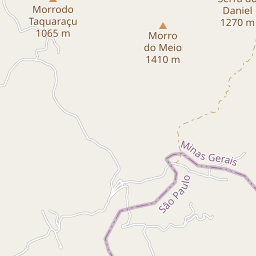 Morrodo
Taquaraçu
1065 m
Morro
do Meio
1410 m
Daniel
1270 m
Minas Gerais
São Paulo